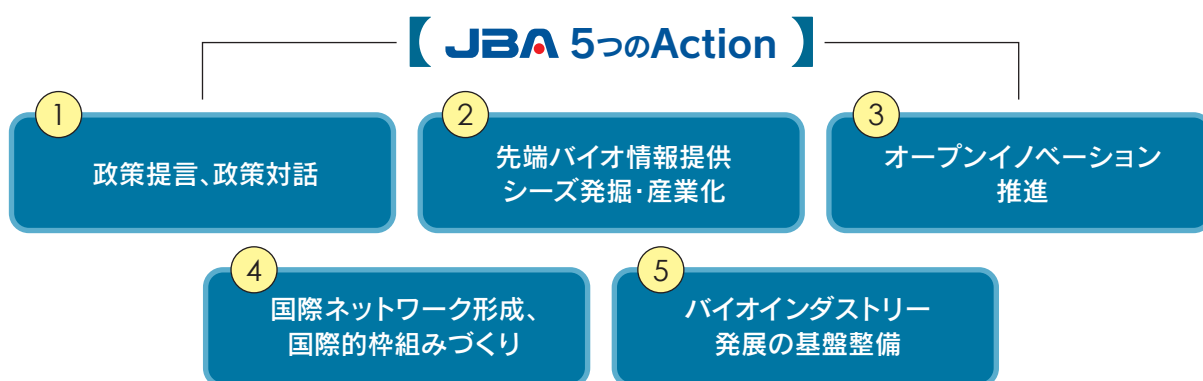 【 JBA 5つのAction 】
1
政策提言、政策対話
2
先端バイオ情報提供
シーズ発掘・産業化
3
オープンイノベーション
推進
4
国際ネットワーク形成、
国際的枠組みづくり
5
バイオインダストリー
発展の基盤整備